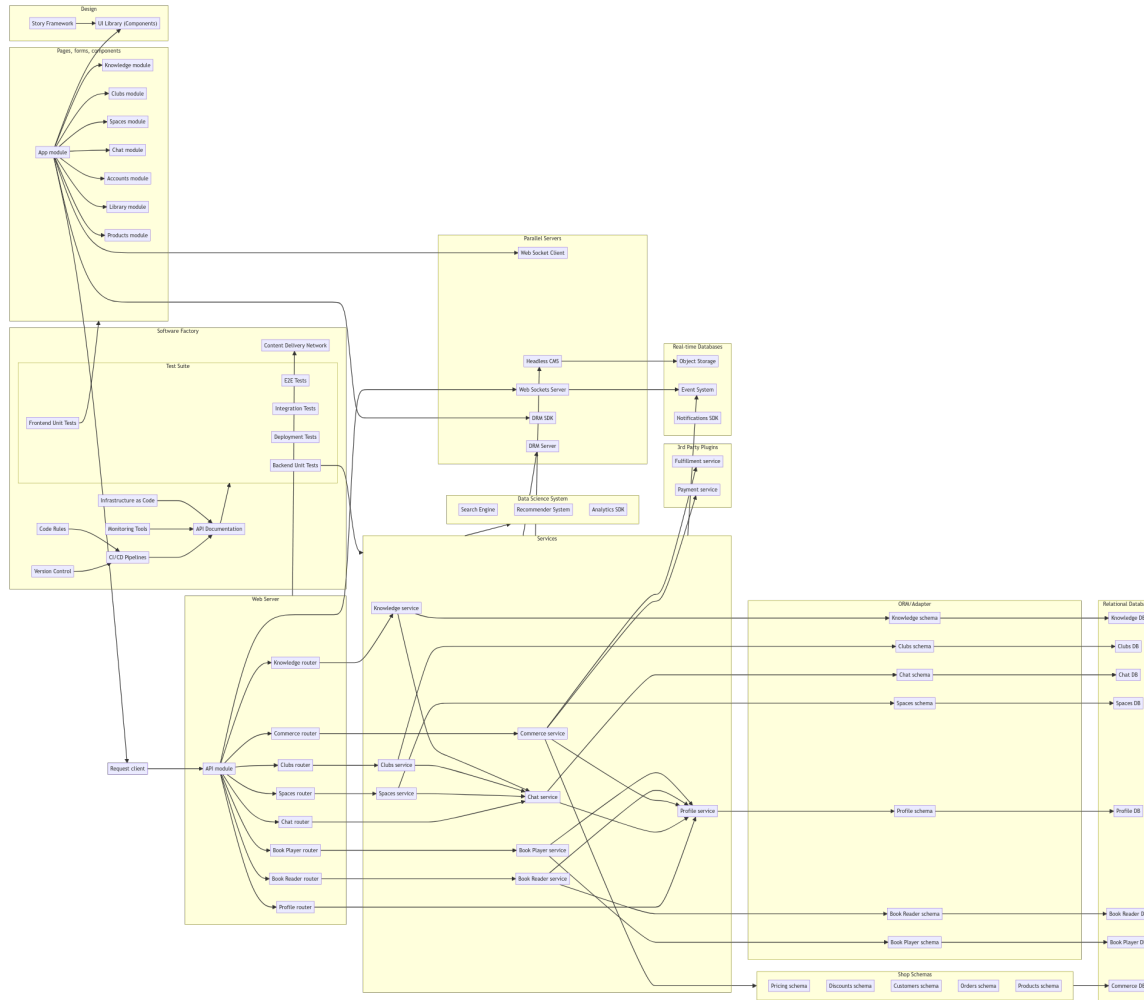 Design
Story Framework
UI Library (Components)
Pages, forms, components
Knowledge module
Clubs module
Spaces module
App module
Chat module
Accounts module
Library module
Products module
Parallel Servers
Web Socket Client
Headless CMS
Web Sockets Server
DRM SDK
DRM Server
Real-time Databases
Object Storage
Event System
Notifications SDK
3rd Party Plugins
Fulfillment service
Payment service
Software Factory
Content Delivery Network
Test Suite
E2E Tests
Integration Tests
Frontend Unit Tests
Deployment Tests
Backend Unit Tests
Infrastructure as Code
Code Rules
Monitoring Tools
API Documentation
CI/CD Pipelines
Version Control
Data Science System
Search Engine
Recommender System
Analytics SDK
Web Server
Knowledge router
Commerce router
Request client
API module
Clubs router
Spaces router
Chat router
Book Player router
Book Reader router
Profile router
Services
Knowledge service
Commerce service
Clubs service
Spaces service
Chat service
Profile service
Book Player service
Book Reader service
ORM/Adapter
Knowledge schema
Clubs schema
Chat schema
Spaces schema
Profile schema
Book Reader schema
Book Player schema
Relational Datab
Knowledge DB
Clubs DB
Chat DB
Spaces DB
Profile DB
Book Reader D
Book Player D
Commerce DB
Shop Schemas
Pricing schema
Discounts schema
Customers schema
Orders schema
Products schema